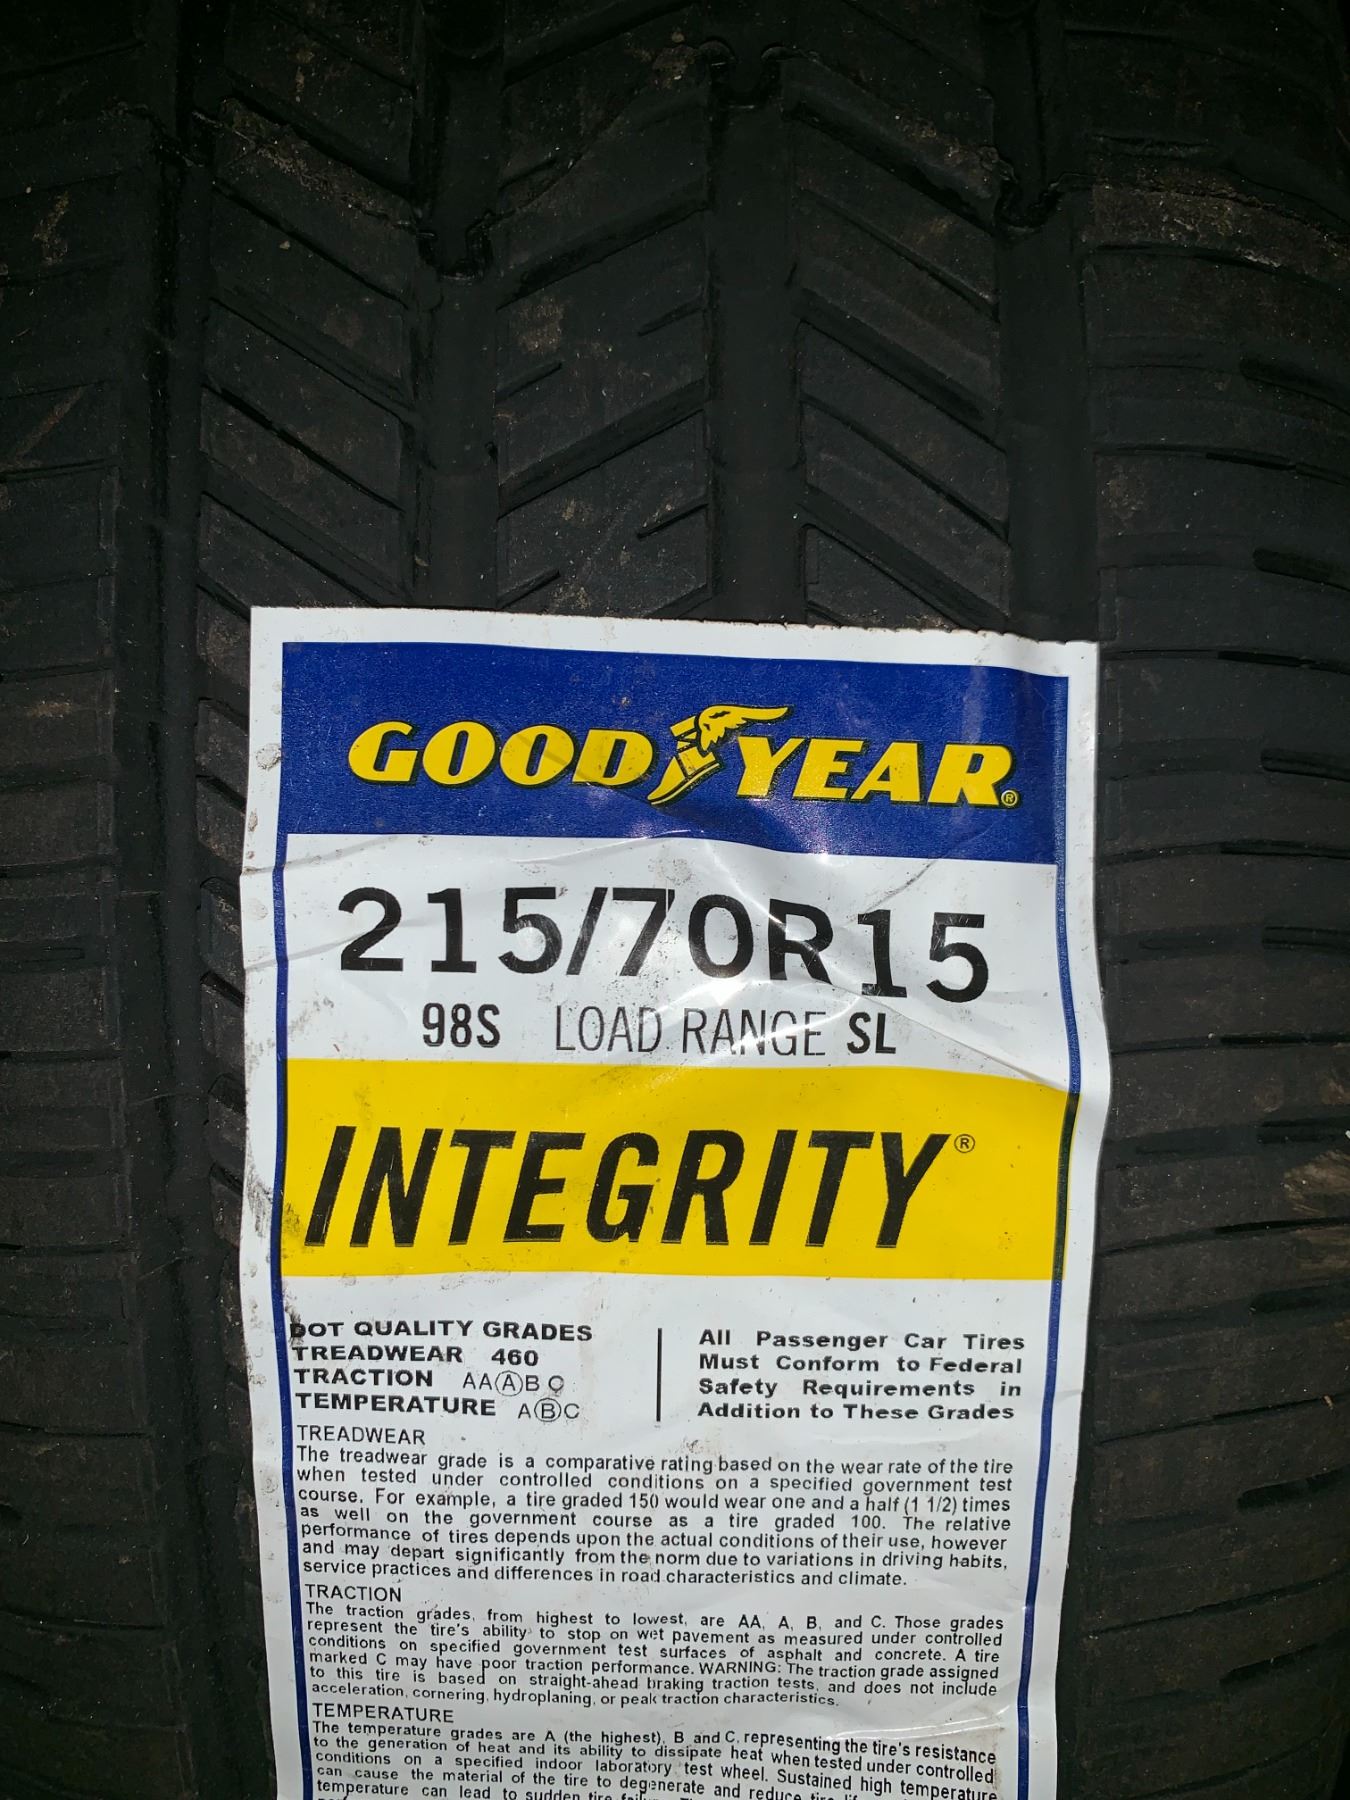 GOODYEAR®
215/70R15
98S LOAD RANGE SL
INTEGRITY®
DOT QUALITY GRADES
TREADWEAR 460
TRACTION AA A B C
TEMPERATURE A B C
All Passenger Car Tires
Must Conform to Federal
Safety Requirements in
Addition to These Grades
TREADWEAR
The treadwear grade is a comparative rating based on the wear rate of the tire
when tested under controlled conditions on a specified government test
course. For example, a tire graded 150 would wear one and a half (1 1/2) times
as well on the government course as a tire graded 100. The relative
performance of tires depends upon the actual conditions of their use, however
and may depart significantly from the norm due to variations in driving habits,
service practices and differences in road characteristics and climate.
TRACTION
The traction grades, from highest to lowest, are AA, A, B, and C. Those grades
represent the tire's ability to stop on wet pavement as measured under controlled
conditions on specified government test surfaces of asphalt and concrete. A tire
marked C may have poor traction performance. WARNING: The traction grade assigned
to this tire is based on straight-ahead braking traction tests, and does not include
acceleration, cornering, hydroplaning, or peak traction characteristics.
TEMPERATURE
The temperature grades are A (the highest), B and C, representing the tire's resistance
to the generation of heat and its ability to dissipate heat when tested under controlled
conditions on a specified indoor laboratory test wheel. Sustained high temperature
can cause the material of the tire to degenerate and reduce tire
temperature can lead to sudden tire